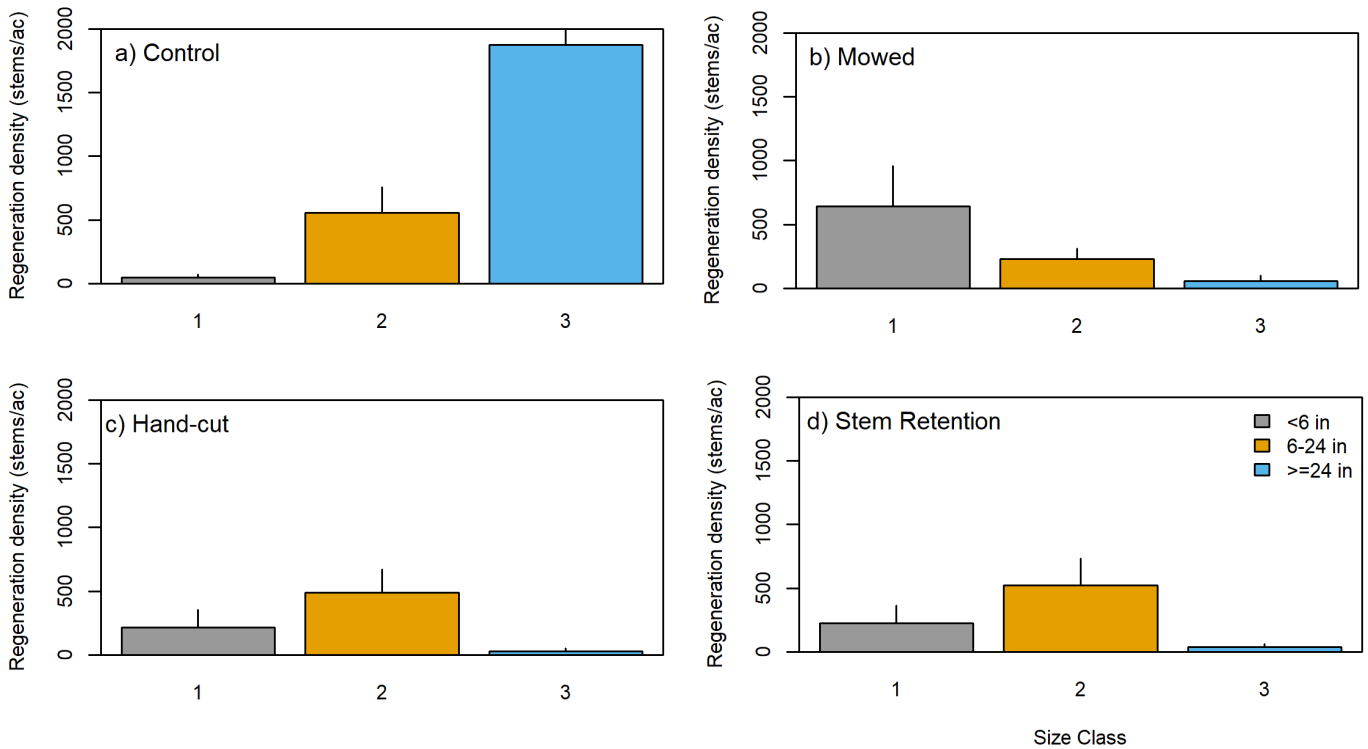 a) Control
Regeneration density (stems/ac)
2000
1500
1000
500
0
1 2 3
b) Mowed
Regeneration density (stems/ac)
2000
1500
1000
500
0
1 2 3
c) Hand-cut
Regeneration density (stems/ac)
2000
1500
1000
500
0
1 2 3
d) Stem Retention
Regeneration density (stems/ac)
2000
1500
1000
500
0
<6 in
6-24 in
>=24 in
1 2 3
Size Class